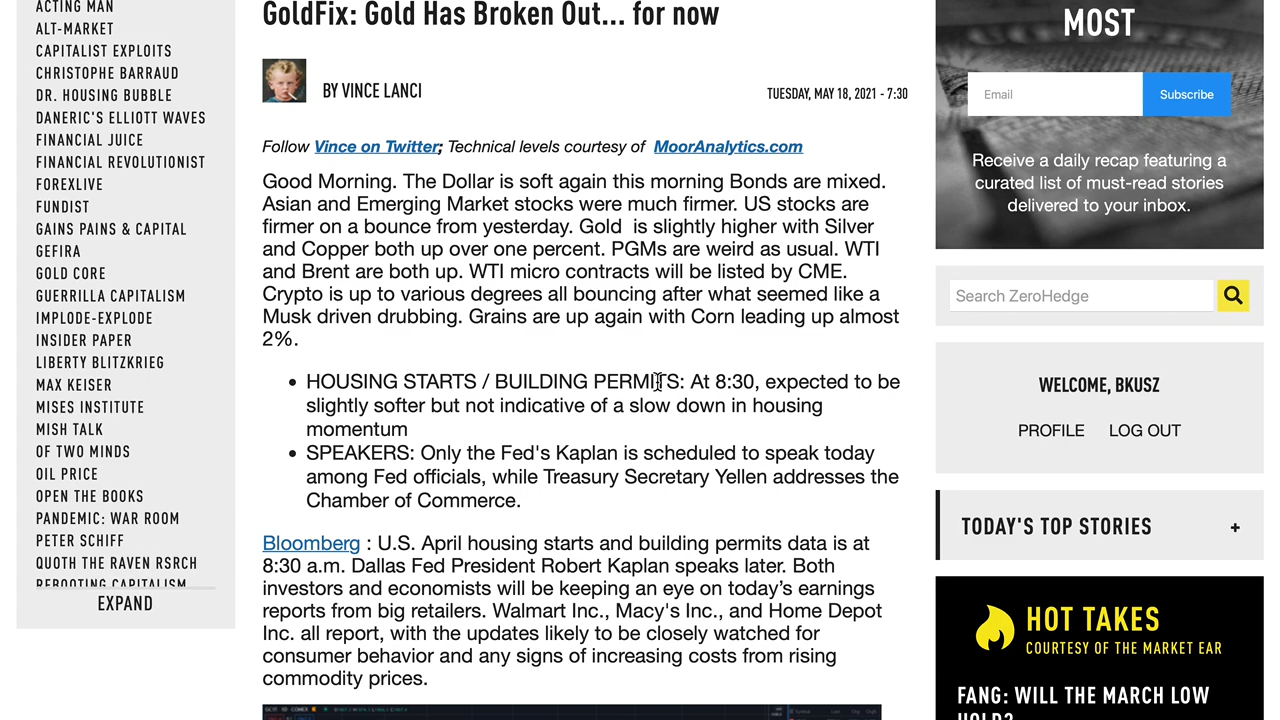 ACTING MAN
ALT-MARKET
CAPITALIST EXPLOITS
CHRISTOPHE BARRAUD
DR. HOUSING BUBBLE
DANERIC'S ELLIOTT WAVES
FINANCIAL JUICE
FINANCIAL REVOLUTIONIST
FOREXLIVE
FUNDIST
GAINS PAINS & CAPITAL
GEFIRA
GOLD CORE
GUERRILLA CAPITALISM
IMPLODE-EXPLODE
INSIDER PAPER
LIBERTY BLITZKRIEG
MAX KEISER
MISES INSTITUTE
MISH TALK
OF TWO MINDS
OIL PRICE
OPEN THE BOOKS
PANDEMIC: WAR ROOM
PETER SCHIFF
QUOTH THE RAVEN RSRCH
REBOOTING CAPITALISM
EXPAND
GoldFix: Gold Has Broken Out... for now
BY VINCE LANCI
TUESDAY, MAY 18, 2021 - 7:30
Follow Vince on Twitter; Technical levels courtesy of MoorAnalytics.com
Good Morning. The Dollar is soft again this morning Bonds are mixed.
Asian and Emerging Market stocks were much firmer. US stocks are
firmer on a bounce from yesterday. Gold  is slightly higher with Silver
and Copper both up over one percent. PGMs are weird as usual. WTI
and Brent are both up. WTI micro contracts will be listed by CME.
Crypto is up to various degrees all bouncing after what seemed like a
Musk driven drubbing. Grains are up again with Corn leading up almost
2%.
• HOUSING STARTS / BUILDING PERMITS: At 8:30, expected to be
slightly softer but not indicative of a slow down in housing
momentum
• SPEAKERS: Only the Fed's Kaplan is scheduled to speak today
among Fed officials, while Treasury Secretary Yellen addresses the
Chamber of Commerce.
Bloomberg : U.S. April housing starts and building permits data is at
8:30 a.m. Dallas Fed President Robert Kaplan speaks later. Both
investors and economists will be keeping an eye on today's earnings
reports from big retailers. Walmart Inc., Macy's Inc., and Home Depot
Inc. all report, with the updates likely to be closely watched for
consumer behavior and any signs of increasing costs from rising
commodity prices.
MOST
Email
Subscribe
Receive a daily recap featuring a
curated list of must-read stories
delivered to your inbox.
Search ZeroHedge
WELCOME, BKUSZ
PROFILE LOG OUT
TODAY'S TOP STORIES +
HOT TAKES
COURTESY OF THE MARKET EAR
FANG: WILL THE MARCH LOW
HOLD?